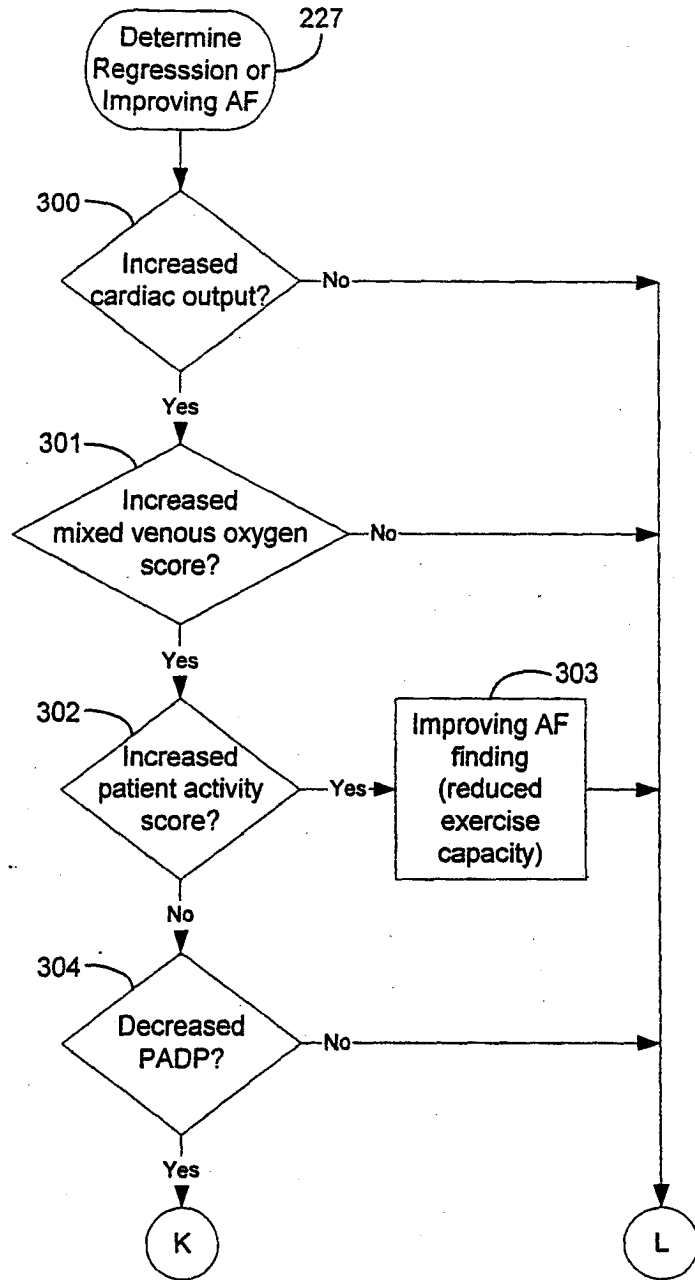 227
Determine
Regresssion or
Improving AF
300
Increased
cardiac output?
No
Yes
301
Increased
mixed venous oxygen
score?
No
Yes
302
Increased
patient activity
score?
Yes
303
Improving AF
finding
(reduced
exercise
capacity)
No
304
Decreased
PADP?
No
Yes
K
L